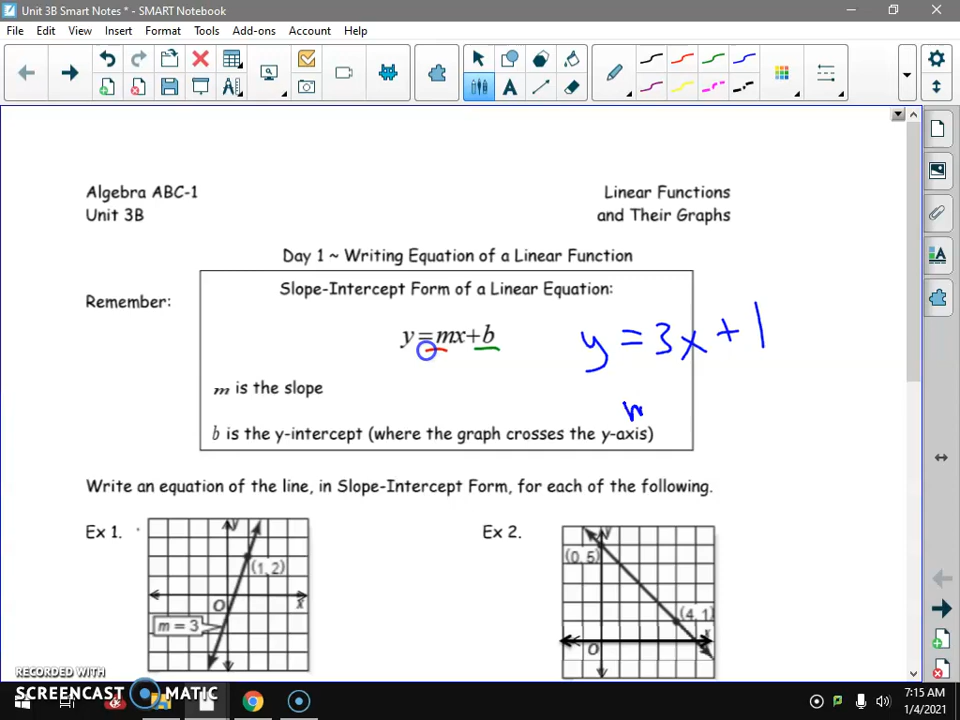 Unit 3B Smart Notes * - SMART Notebook
File Edit View Insert Format Tools Add-ons Account Help
Algebra ABC-1
Unit 3B
Linear Functions
and Their Graphs
Day 1 ~ Writing Equation of a Linear Function
Remember:
Slope-Intercept Form of a Linear Equation:
y=mx+b
y = 3x + 1
m is the slope
m
b is the y-intercept (where the graph crosses the y-axis)
Write an equation of the line, in Slope-Intercept Form, for each of the following.
Ex 1.
y
(1, 2)
O
x
m = 3
Ex 2.
y
(0, 5)
(4, 1)
x
O
RECORDED WITH
SCREENCAST MATIC
7:15 AM
1/4/2021